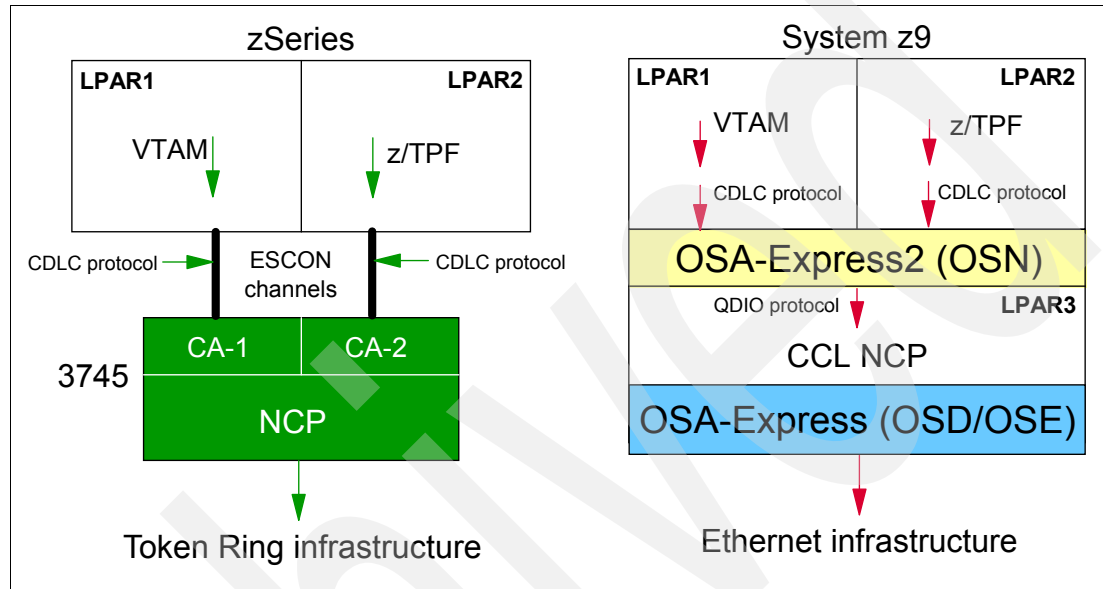 zSeries
LPAR1
LPAR2
VTAM
z/TPF
CDLC protocol
ESCON
channels
CDLC protocol
CA-1
CA-2
3745
NCP
Token Ring infrastructure
System z9
LPAR1
LPAR2
VTAM
z/TPF
CDLC protocol
CDLC protocol
OSA-Express2 (OSN)
QDIO protocol
LPAR3
CCL NCP
OSA-Express (OSD/OSE)
Ethernet infrastructure